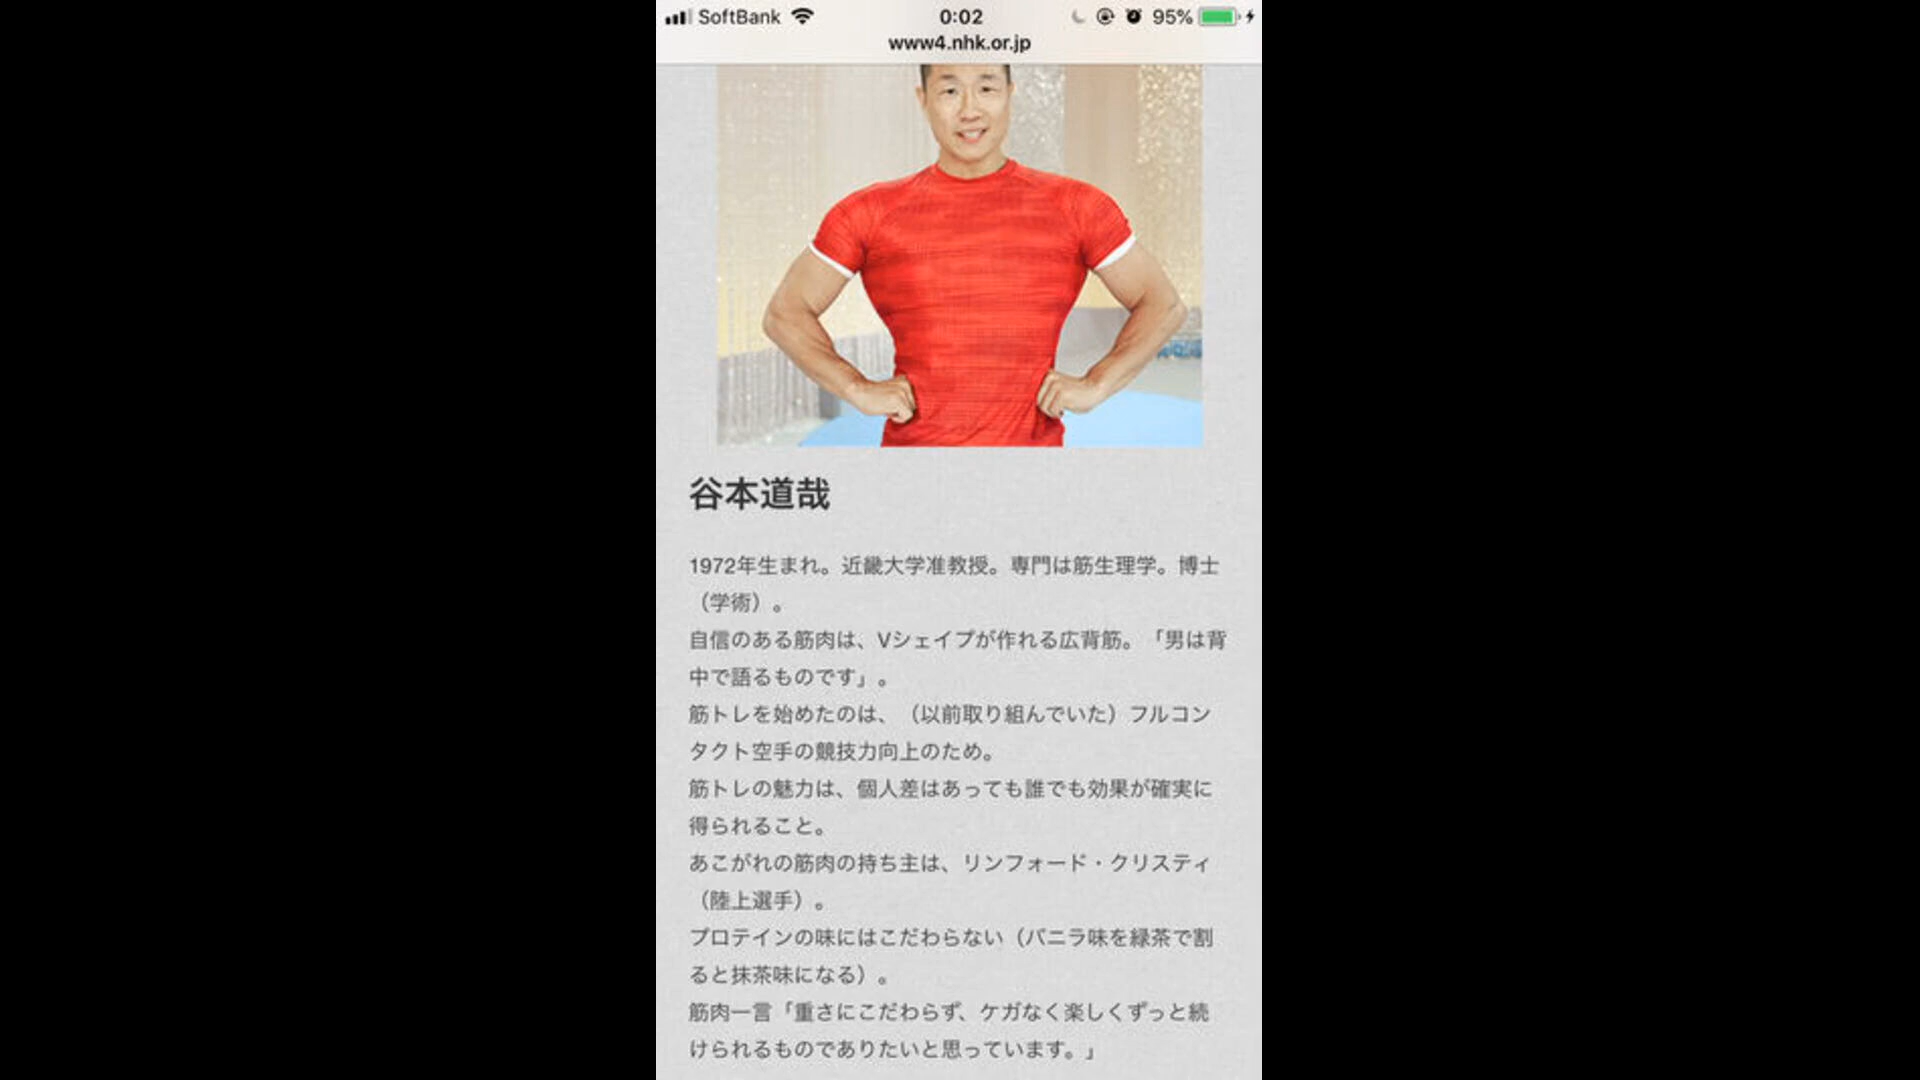 SoftBank 0:02 95%
www4.nhk.or.jp
谷本道哉
1972年生まれ。近畿大学准教授。専門は筋生理学。博士
（学術）。
自信のある筋肉は、Vシェイプが作れる広背筋。「男は背
中で語るものです」。
筋トレを始めたのは、（以前取り組んでいた）フルコン
タクト空手の競技力向上のため。
筋トレの魅力は、個人差はあっても誰でも効果が確実に
得られること。
あこがれの筋肉の持ち主は、リンフォード・クリスティ
（陸上選手）。
プロテインの味にはこだわらない（バニラ味を緑茶で割
ると抹茶味になる）。
筋肉一言「重さにこだわらず、ケガなく楽しくずっと続
けられるものでありたいと思っています。」